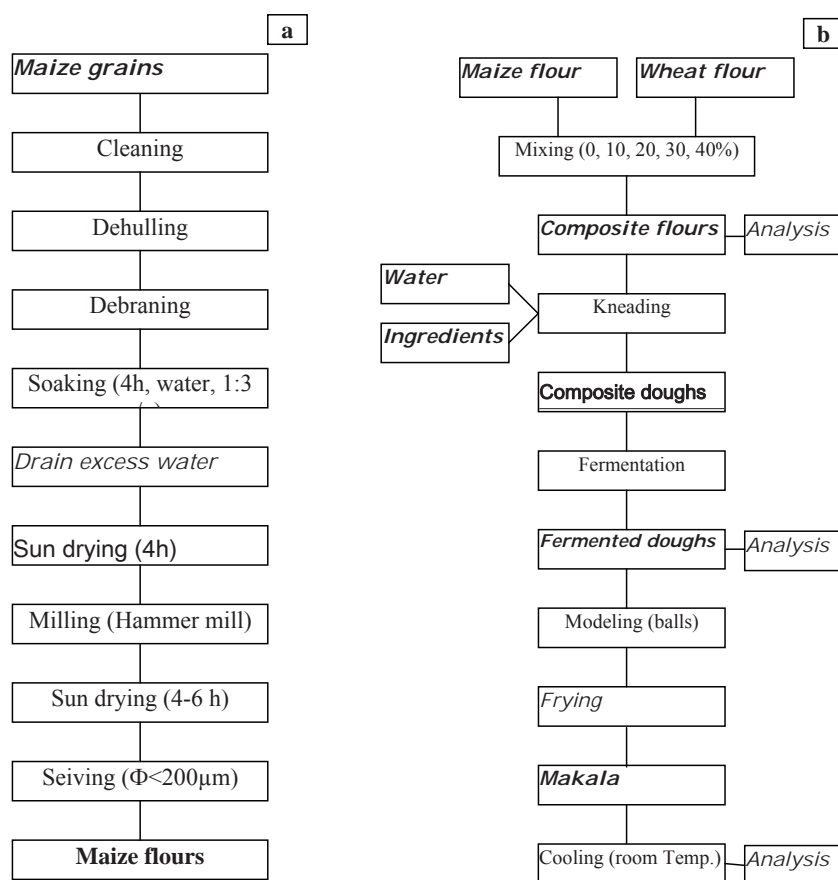 a
Maize grains
Cleaning
Dehulling
Debraning
Soaking (4h, water, 1:3
Drain excess water
Sun drying (4h)
Milling (Hammer mill)
Sun drying (4-6 h)
Seiving (Φ<200µm)
Maize flours
b
Maize flour
Wheat flour
Mixing (0, 10, 20, 30, 40%)
Composite flours
Analysis
Water
Ingredients
Kneading
Composite doughs
Fermentation
Fermented doughs
Analysis
Modeling (balls)
Frying
Makala
Cooling (room Temp.)
Analysis